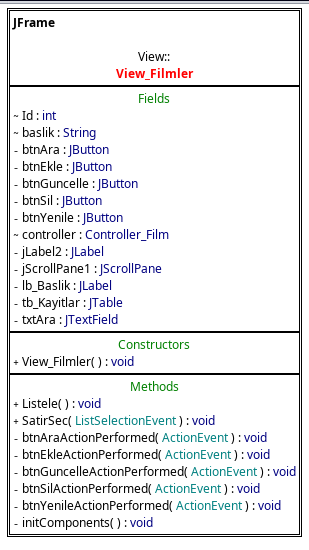 JFrame
View::
View_Filmler
Fields
~ Id : int
~ baslik : String
- btnAra : JButton
- btnEkle : JButton
- btnGuncelle : JButton
- btnSil : JButton
- btnYenile : JButton
~ controller : Controller_Film
- jLabel2 : JLabel
- jScrollPane1 : JScrollPane
- lb_Baslik : JLabel
- tb_Kayitlar : JTable
- txtAra : JTextField
Constructors
+ View_Filmler( ) : void
Methods
+ Listele( ) : void
+ SatirSec( ListSelectionEvent ) : void
- btnAraActionPerformed( ActionEvent ) : void
- btnEkleActionPerformed( ActionEvent ) : void
- btnGuncelleActionPerformed( ActionEvent ) : void
- btnSilActionPerformed( ActionEvent ) : void
- btnYenileActionPerformed( ActionEvent ) : void
- initComponents( ) : void